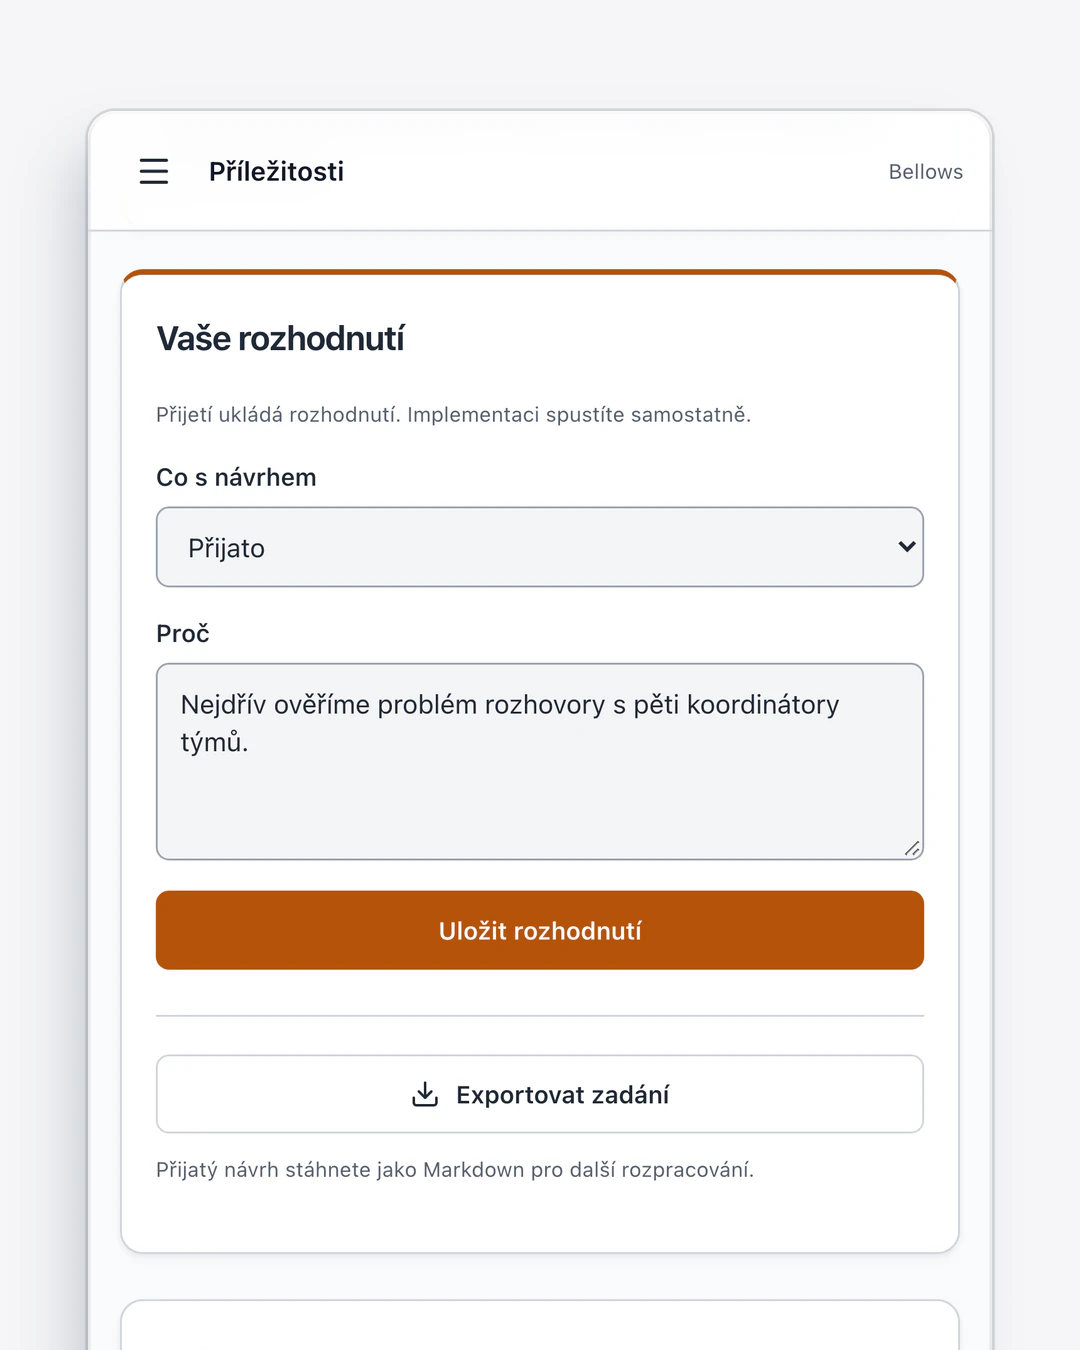 Příležitosti
Bellows
Vaše rozhodnutí
Přijetí ukládá rozhodnutí. Implementaci spustíte samostatně.
Co s návrhem
Přijato
Proč
Nejdřív ověříme problém rozhovory s pěti koordinátory
týmů.
Uložit rozhodnutí
Exportovat zadání
Přijatý návrh stáhnete jako Markdown pro další rozpracování.